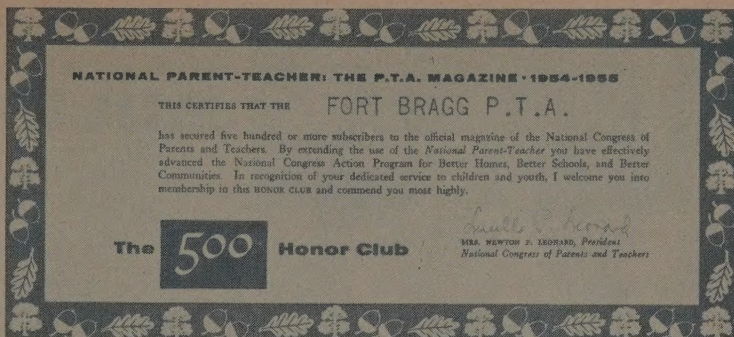 NATIONAL PARENT-TEACHER: THE P.T.A. MAGAZINE · 1954-1955
THIS CERTIFIES THAT THE FORT BRAGG P.T.A.
has secured five hundred or more subscribers to the official magazine of the National Congress of
Parents and Teachers. By extending the use of the National Parent-Teacher you have effectively
advanced the National Congress Action Program for Better Homes, Better Schools, and Better
Communities. In recognition of your dedicated service to children and youth, I welcome you into
membership in this HONOR CLUB and commend you most highly.
Lucille P. Leonard
The 500 Honor Club
MRS. NEWTON P. LEONARD, President
National Congress of Parents and Teachers